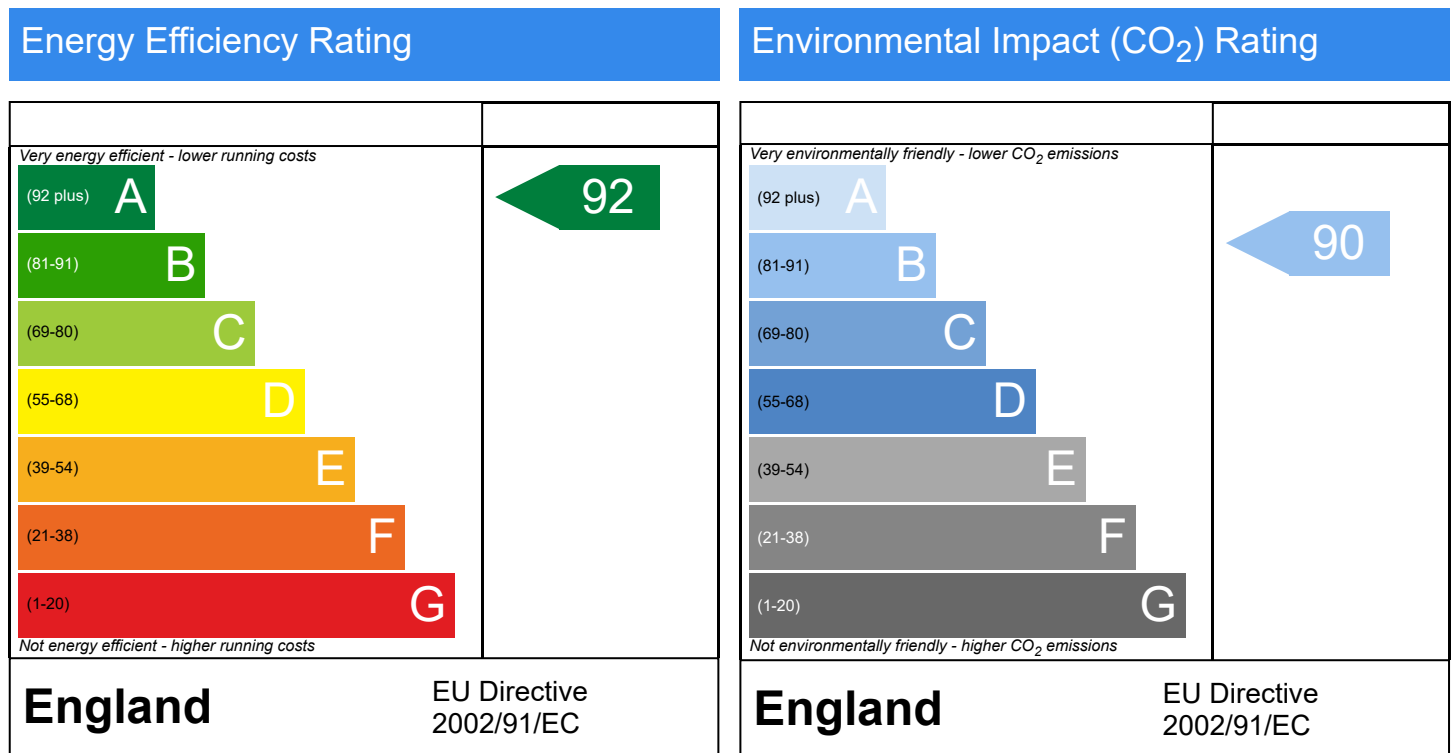 Energy Efficiency Rating
Very energy efficient - lower running costs
(92 plus) A
92
(81-91) B
(69-80) C
(55-68) D
(39-54) E
(21-38) F
(1-20) G
Not energy efficient - higher running costs
England
EU Directive
2002/91/EC
Environmental Impact (CO₂) Rating
Very environmentally friendly - lower CO₂ emissions
(92 plus) A
(81-91) B
90
(69-80) C
(55-68) D
(39-54) E
(21-38) F
(1-20) G
Not environmentally friendly - higher CO₂ emissions
England
EU Directive
2002/91/EC